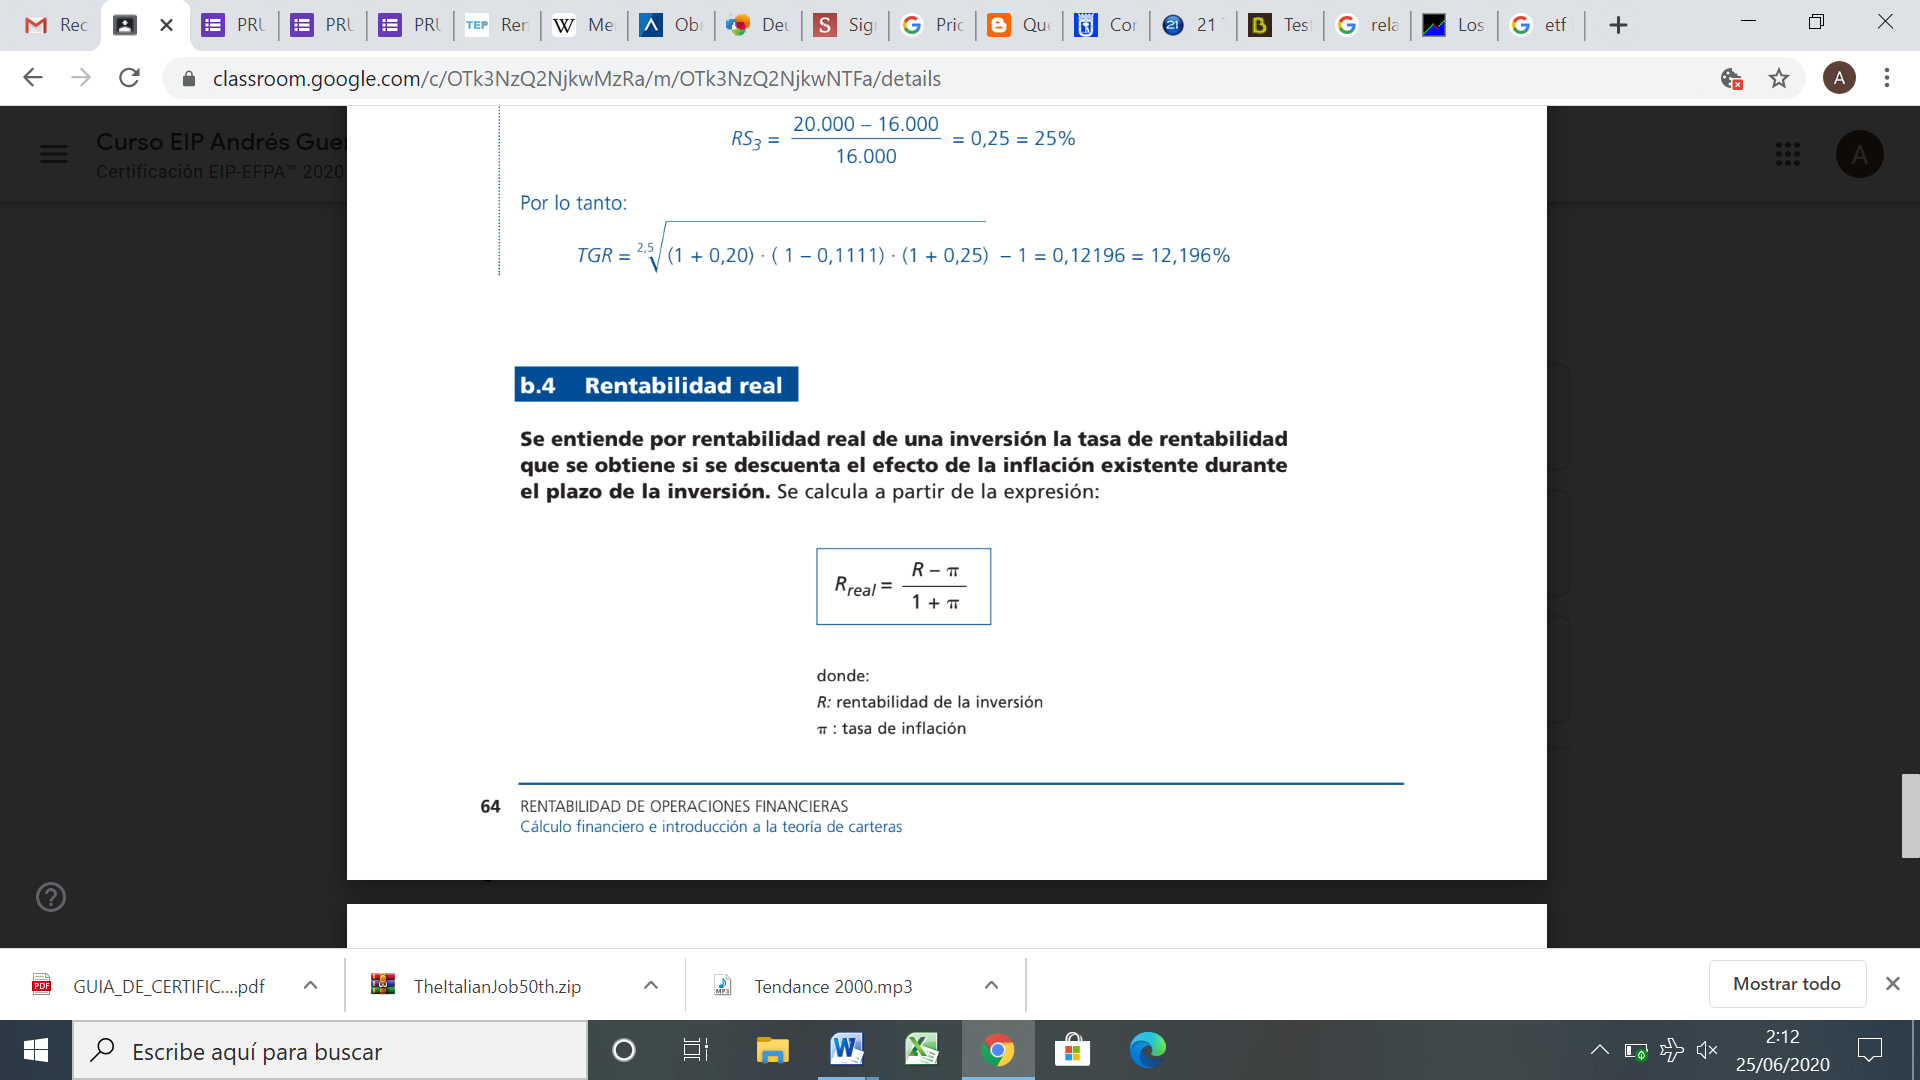 Rec
PRU
PRU
PRU
TEP Ren
W Me
Ob
Deu
S Sig
G Pric
Qu
Cor
21 21
B Tes
G rela
Los
G etf
classroom.google.com/c/OTk3NzQ2NjkwMzRa/m/OTk3NzQ2NjkwNTFa/details
A
Curso EIP Andrés Gue
Certificación EIP-EFPA™ 2020
A
RS3 = 20.000 – 16.000 / 16.000 = 0,25 = 25%
Por lo tanto:
TGR = 2,5√(1 + 0,20) · ( 1 – 0,1111) · (1 + 0,25) – 1 = 0,12196 = 12,196%
b.4 Rentabilidad real
Se entiende por rentabilidad real de una inversión la tasa de rentabilidad
que se obtiene si se descuenta el efecto de la inflación existente durante
el plazo de la inversión. Se calcula a partir de la expresión:
Rreal = R – π / 1 + π
donde:
R: rentabilidad de la inversión
π : tasa de inflación
64 RENTABILIDAD DE OPERACIONES FINANCIERAS
Cálculo financiero e introducción a la teoría de carteras
?
PDF GUIA_DE_CERTIFIC....pdf
TheItalianJob50th.zip
MP3 Tendance 2000.mp3
Mostrar todo
Escribe aquí para buscar
2:12
25/06/2020